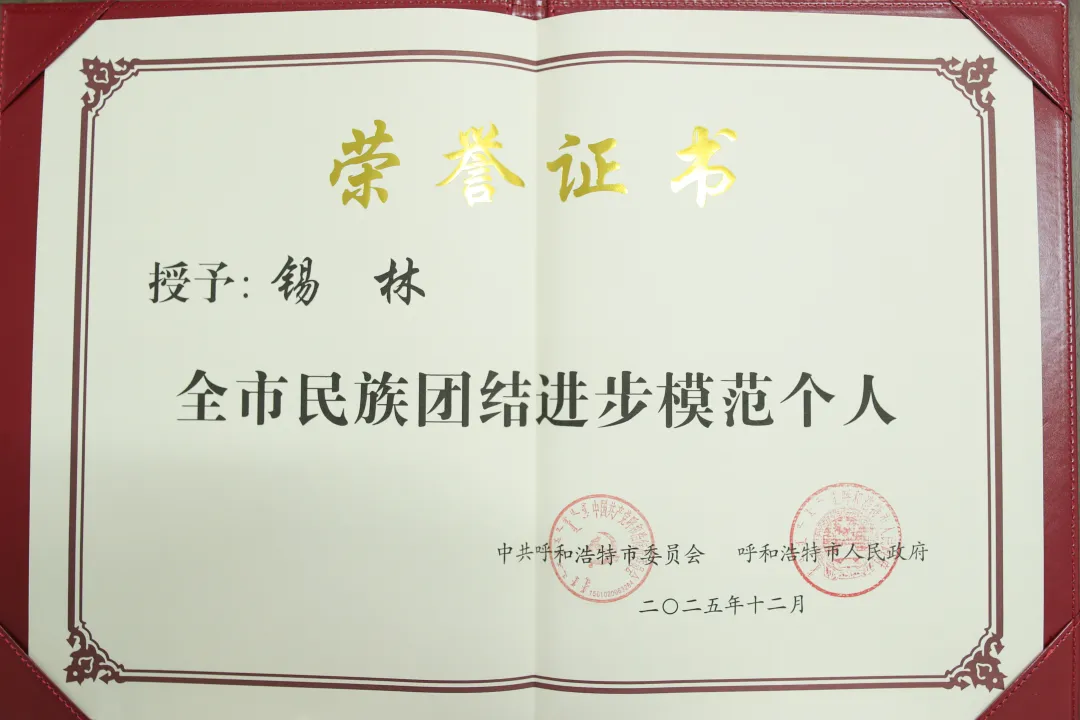 荣誉证书
授予：锡 林
全市民族团结进步模范个人
中共呼和浩特市委员会 呼和浩特市人民政府
二〇二五年十二月